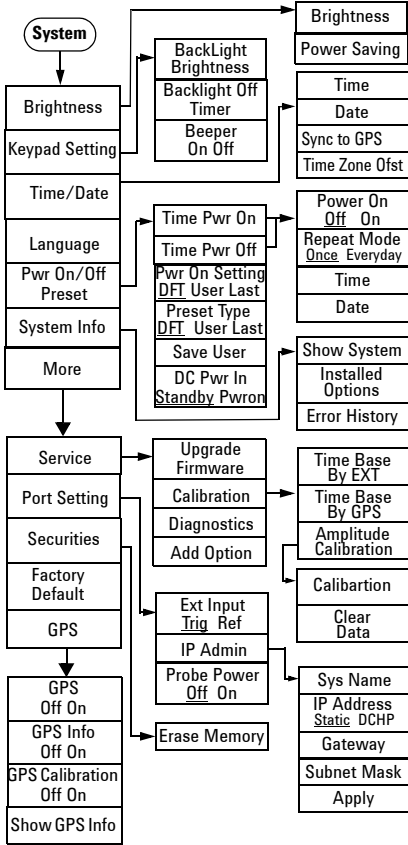 System
Brightness
Keypad Setting
Time/Date
Language
Pwr On/Off
Preset
System Info
More
BackLight
Brightness
Backlight Off
Timer
Beeper
On Off
Brightness
Power Saving
Time
Date
Sync to GPS
Time Zone Ofst
Time Pwr On
Time Pwr Off
Pwr On Setting
DFT User Last
Preset Type
DFT User Last
Save User
DC Pwr In
Standby Pwron
Power On
Off On
Repeat Mode
Once Everyday
Time
Date
Show System
Installed
Options
Error History
Service
Port Setting
Securities
Factory
Default
GPS
Upgrade
Firmware
Calibration
Diagnostics
Add Option
Time Base
By EXT
Time Base
By GPS
Amplitude
Calibration
Calibartion
Clear
Data
Ext Input
Trig Ref
IP Admin
Probe Power
Off On
Sys Name
IP Address
Static DCHP
Gateway
Subnet Mask
Apply
Erase Memory
GPS
Off On
GPS Info
Off On
GPS Calibration
Off On
Show GPS Info